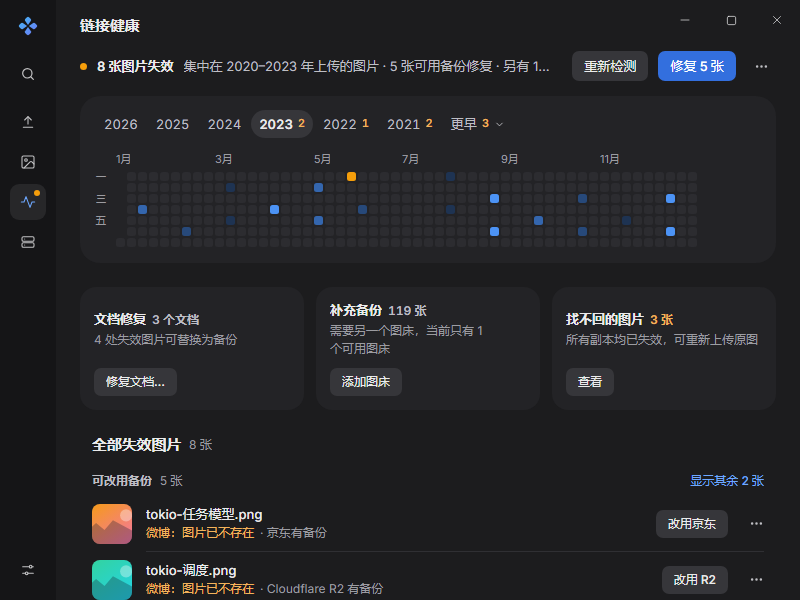 链接健康
8 张图片失效 集中在 2020–2023 年上传的图片 · 5 张可用备份修复 · 另有 1...
重新检测
修复 5 张
2026 2025 2024 2023 2 2022 1 2021 2 更早 3
1月 3月 5月 7月 9月 11月
一
三
五
文档修复 3 个文档
4 处失效图片可替换为备份
修复文档...
补充备份 119 张
需要另一个图床，当前只有 1
个可用图床
添加图床
找不回的图片 3 张
所有副本均已失效，可重新上传原图
查看
全部失效图片 8 张
可改用备份 5 张
显示其余 2 张
tokio-任务模型.png
微博：图片已不存在 · 京东有备份
改用京东
tokio-调度.png
微博：图片已不存在 · Cloudflare R2 有备份
改用 R2